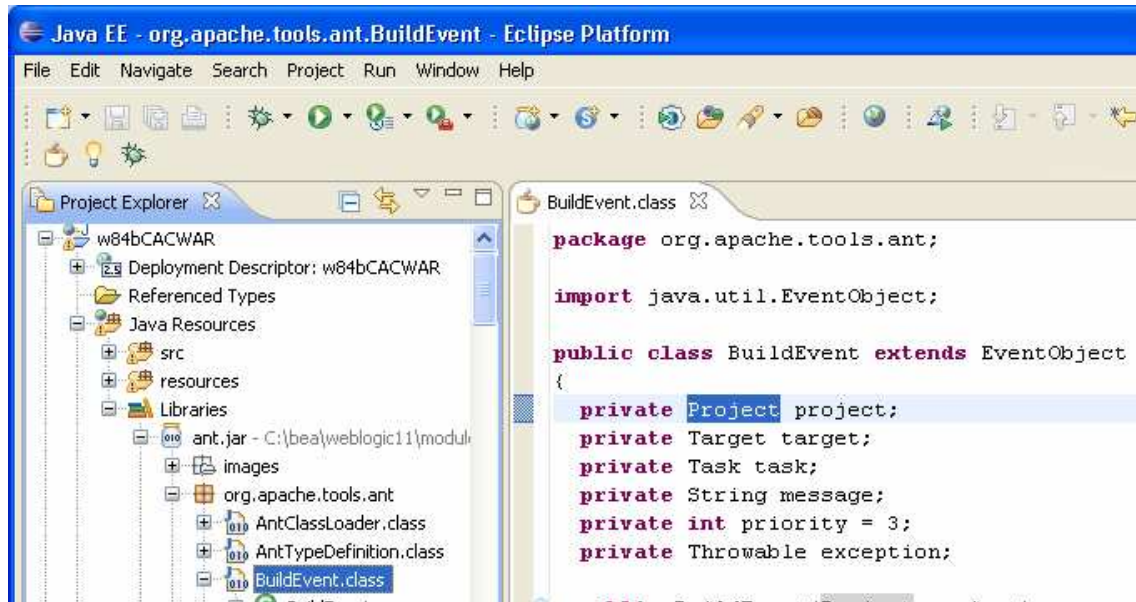 Java EE - org.apache.tools.ant.BuildEvent - Eclipse Platform
File Edit Navigate Search Project Run Window Help
Project Explorer
w84bCACWAR
Deployment Descriptor: w84bCACWAR
Referenced Types
Java Resources
src
resources
Libraries
ant.jar - C:\bea\weblogic11\modul
images
org.apache.tools.ant
AntClassLoader.class
AntTypeDefinition.class
BuildEvent.class
BuildEvent.class
package org.apache.tools.ant;
import java.util.EventObject;
public class BuildEvent extends EventObject
{
private Project project;
private Target target;
private Task task;
private String message;
private int priority = 3;
private Throwable exception;